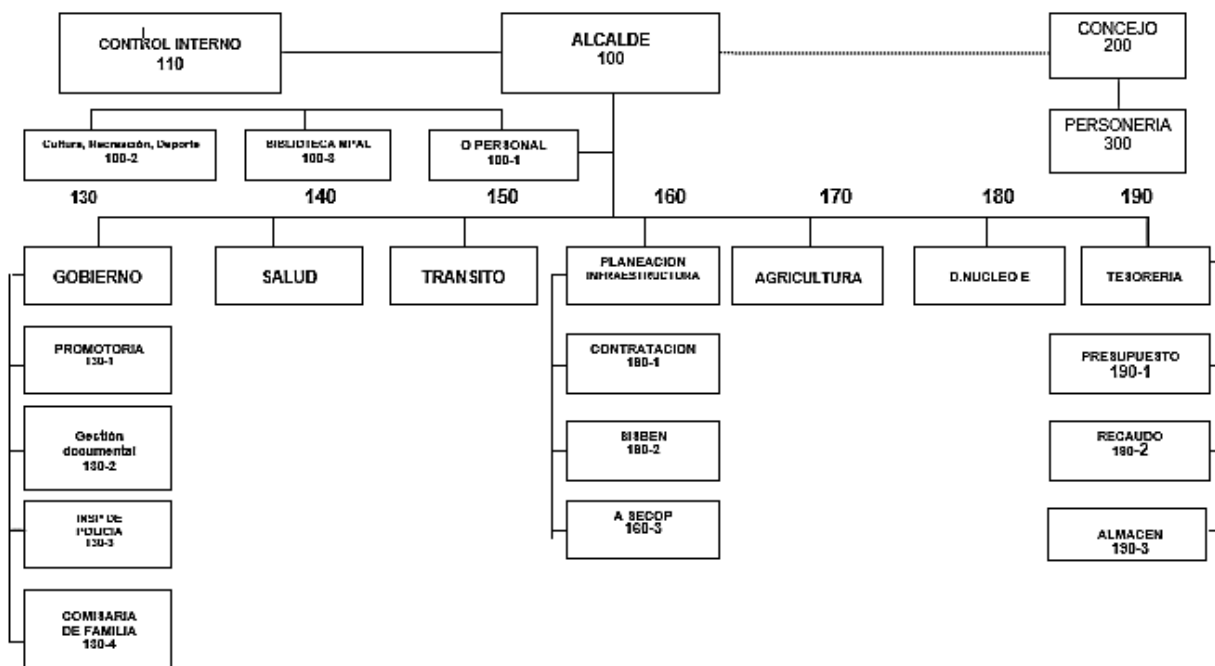 CONTROL INTERNO
110
ALCALDE
100
CONCEJO
200
PERSONERIA
300
Cultura, Recreación, Deporte
100-2
BIBLIOTECA MPAL
100-3
O PERSONAL
100-1
130
140
150
160
170
180
190
GOBIERNO
SALUD
TRANSITO
PLANEACION
INFRAESTRUCTURA
AGRICULTURA
D.NUCLEO E
TESORERIA
PROMOTORIA
130-1
CONTRATACION
160-1
PRESUPUESTO
190-1
Gestión
documental
130-2
SISBEN
160-2
RECAUDO
190-2
INSP DE
POLICIA
130-3
A SECOP
160-3
ALMACEN
190-3
COMISARIA
DE FAMILIA
130-4